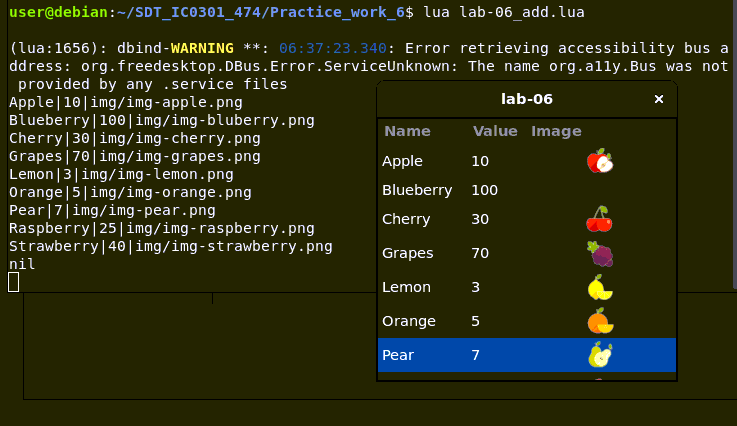 user@debian:~/SDT_IC0301_474/Practice_work_6$ lua lab-06_add.lua
(lua:1656): dbind-WARNING **: 06:37:23.340: Error retrieving accessibility bus a
ddress: org.freedesktop.DBus.Error.ServiceUnknown: The name org.a11y.Bus was not
 provided by any .service files
Apple|10|img/img-apple.png
Blueberry|100|img/img-bluberry.png
Cherry|30|img/img-cherry.png
Grapes|70|img/img-grapes.png
Lemon|3|img/img-lemon.png
Orange|5|img/img-orange.png
Pear|7|img/img-pear.png
Raspberry|25|img/img-raspberry.png
Strawberry|40|img/img-strawberry.png
nil
lab-06 ×
Name Value Image
Apple 10
Blueberry 100
Cherry 30
Grapes 70
Lemon 3
Orange 5
Pear 7